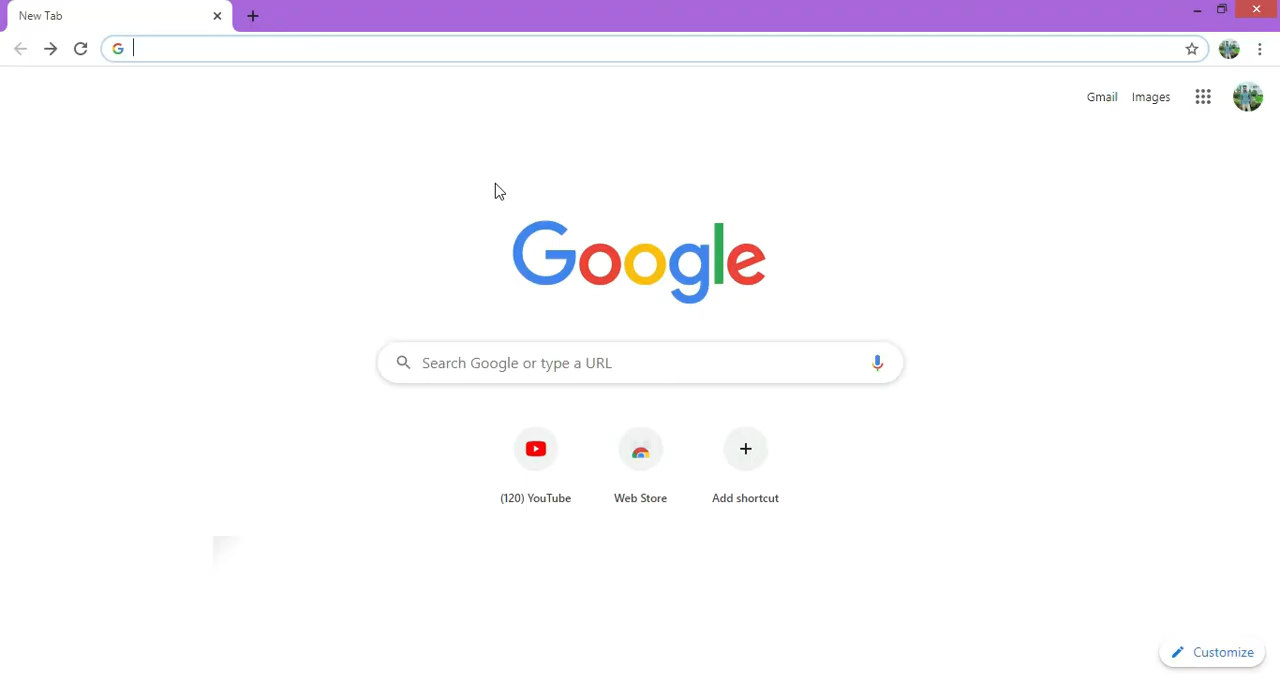 New Tab
Gmail Images
Google
Search Google or type a URL
(120) YouTube Web Store Add shortcut
Customize